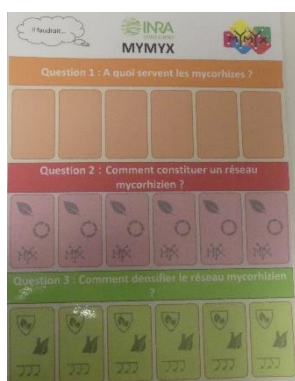 Il faudrait...
INRA
MYMYX
MYMYX
Question 1 : A quoi servent les mycorhizes ?
Question 2 : Comment constituer un réseau
mycorhizien ?
Question 3 : Comment densifier le réseau mycorhizien
?